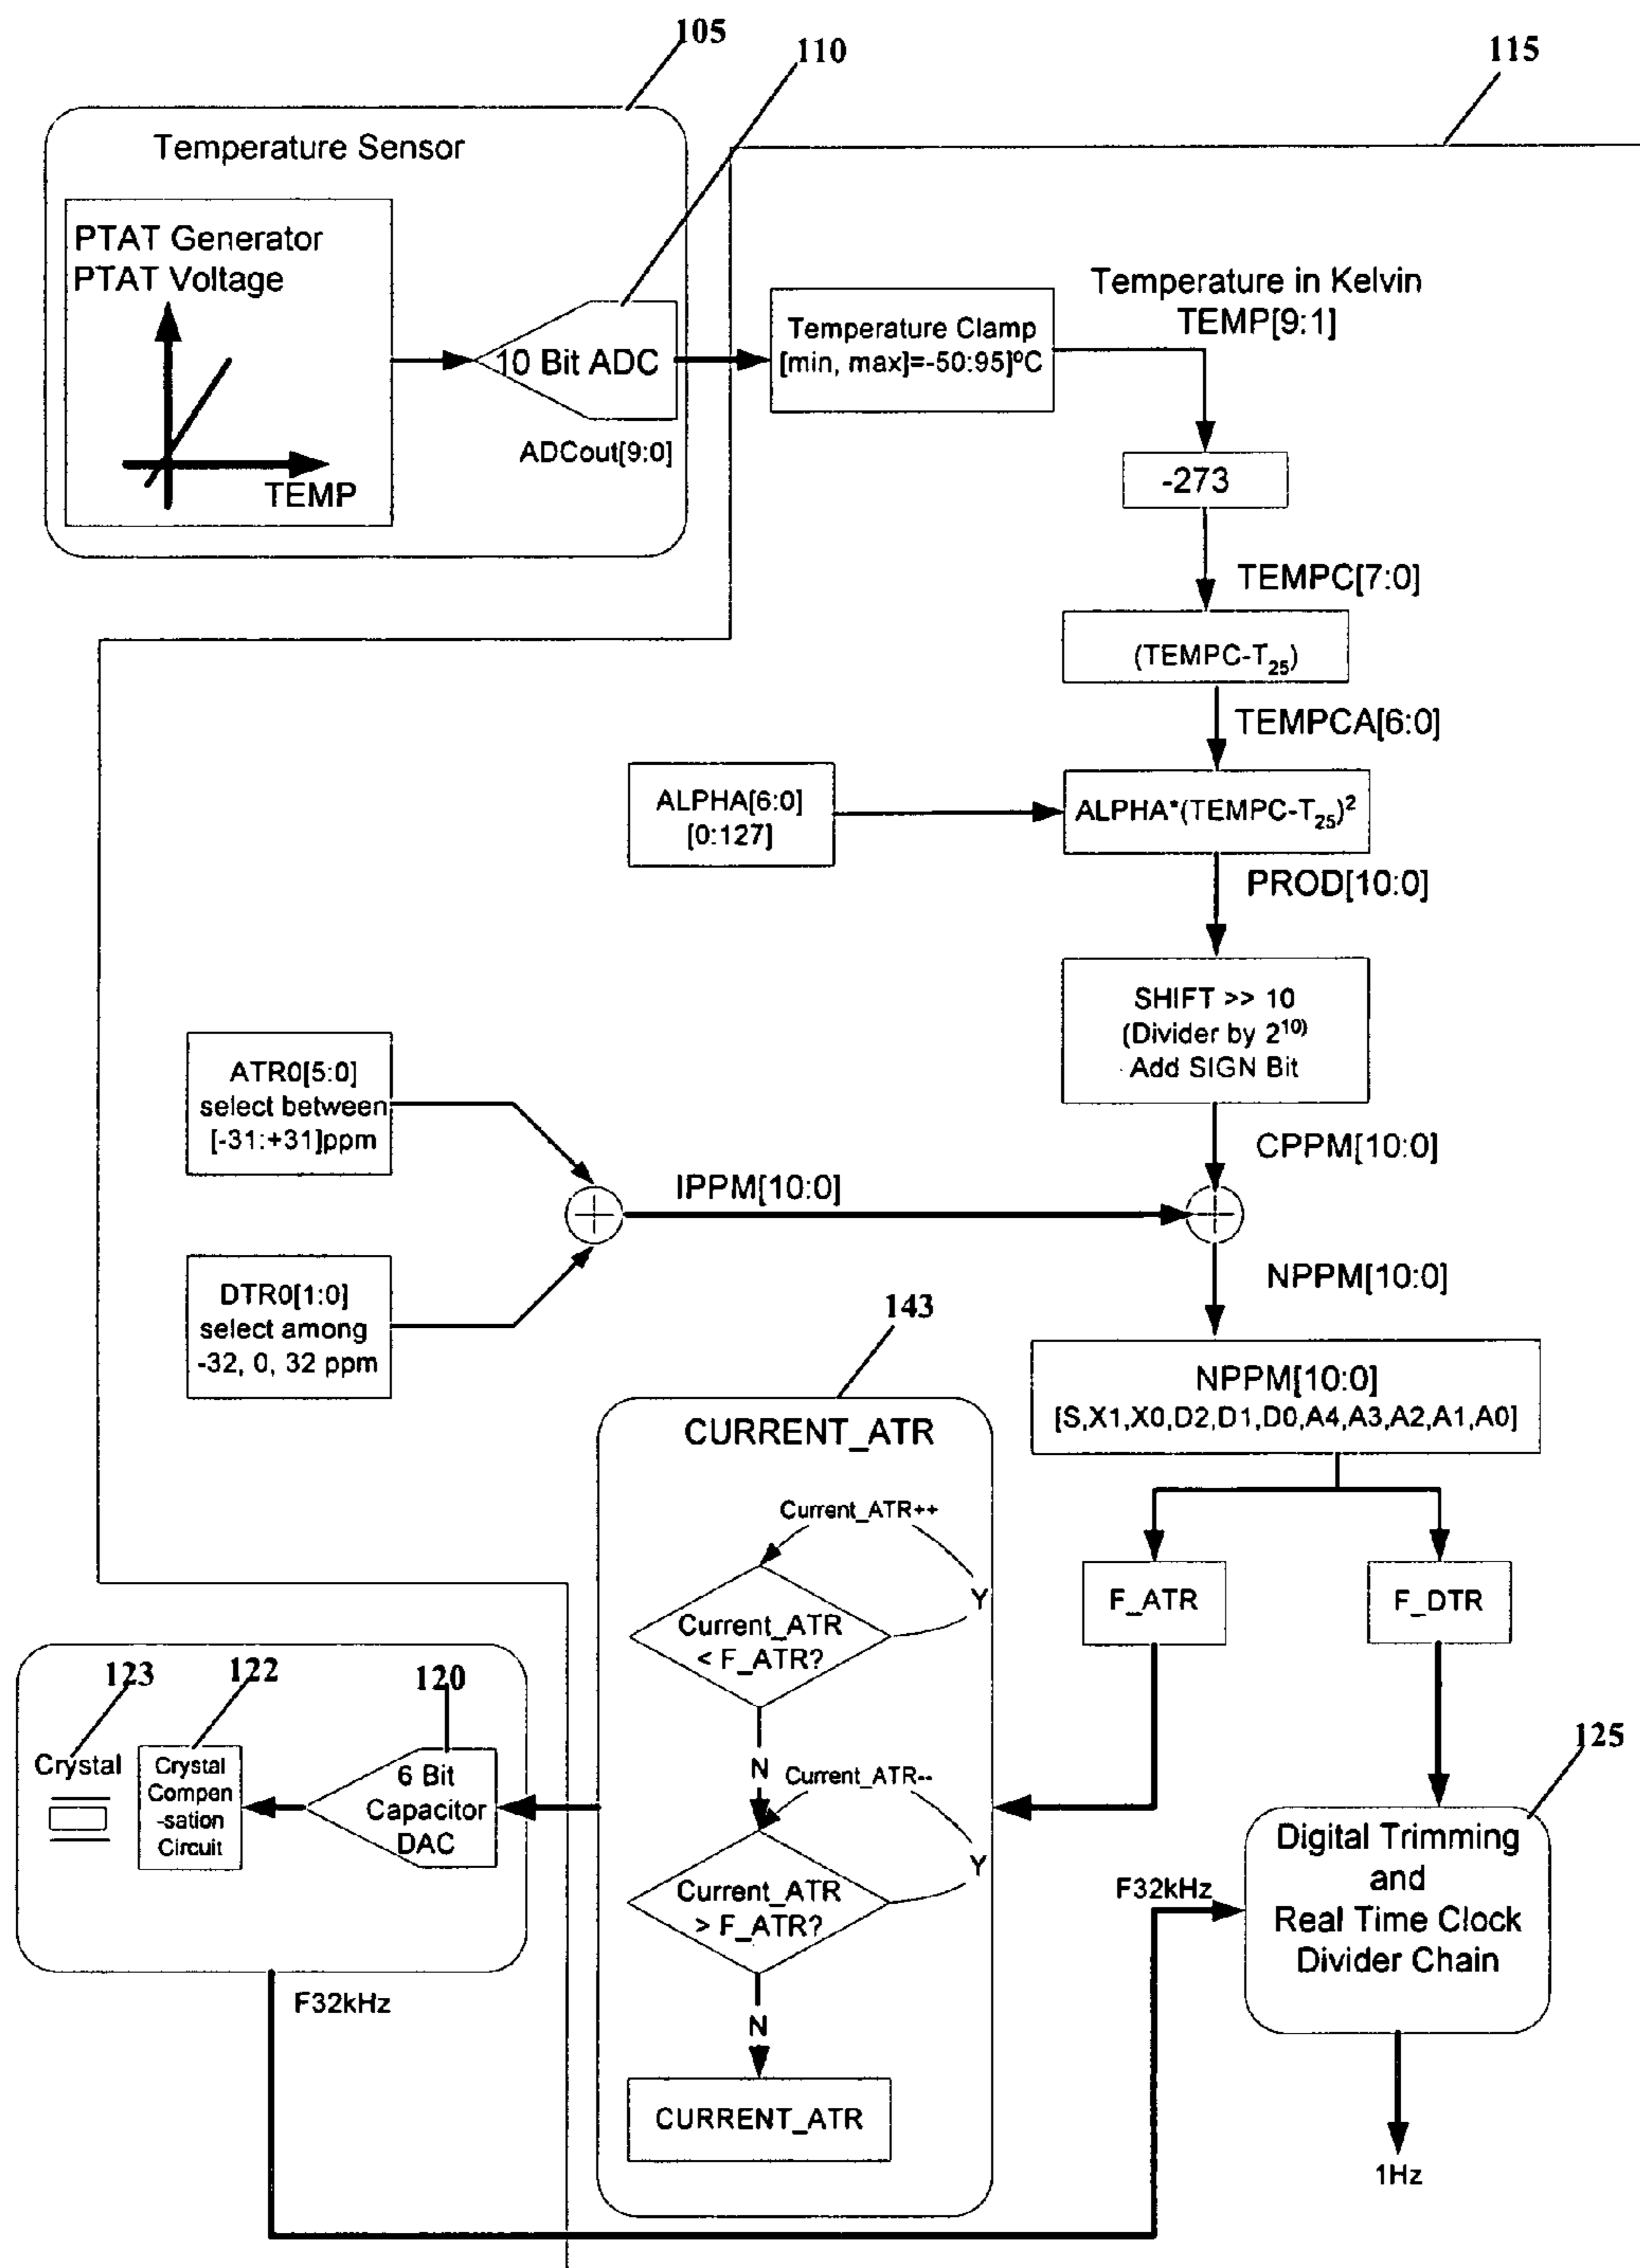 105
110
115
Temperature Sensor
PTAT Generator
PTAT Voltage
TEMP
10 Bit ADC
ADCout[9:0]
Temperature Clamp
[min, max]=-50:95]ºC
Temperature in Kelvin
TEMP[9:1]
-273
TEMPC[7:0]
(TEMPC-T25)
TEMPCA[6:0]
ALPHA[6:0]
[0:127]
ALPHA*(TEMPC-T25)²
PROD[10:0]
SHIFT >> 10
(Divider by 2¹⁰⁾
Add SIGN Bit
ATR0[5:0]
select between
[-31:+31]ppm
CPPM[10:0]
IPPM[10:0]
DTR0[1:0]
select among
-32, 0, 32 ppm
NPPM[10:0]
143
NPPM[10:0]
[S,X1,X0,D2,D1,D0,A4,A3,A2,A1,A0]
CURRENT_ATR
Current_ATR++
Y
Current_ATR
< F_ATR?
F_ATR
F_DTR
N
Current_ATR--
Y
Current_ATR
> F_ATR?
N
CURRENT_ATR
123
122
120
Crystal
Crystal
Compen
-sation
Circuit
6 Bit
Capacitor
DAC
F32kHz
125
F32kHz
Digital Trimming
and
Real Time Clock
Divider Chain
1Hz